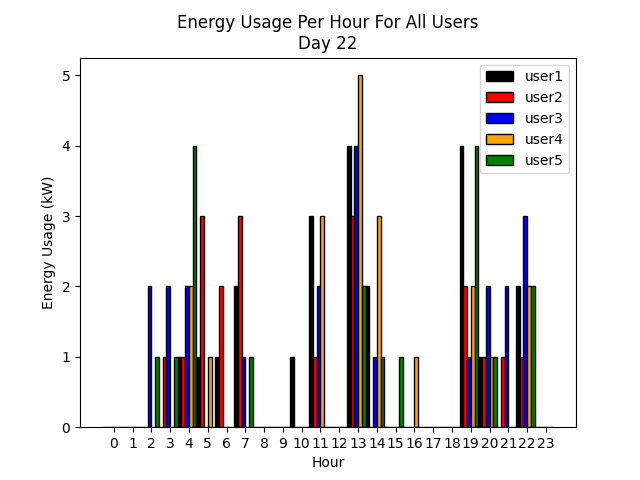 Energy Usage Per Hour For All Users
Day 22
user1
user2
user3
user4
user5
Energy Usage (kW)
5
4
3
2
1
0
0 1 2 3 4 5 6 7 8 9 10 11 12 13 14 15 16 17 18 19 20 21 22 23
Hour